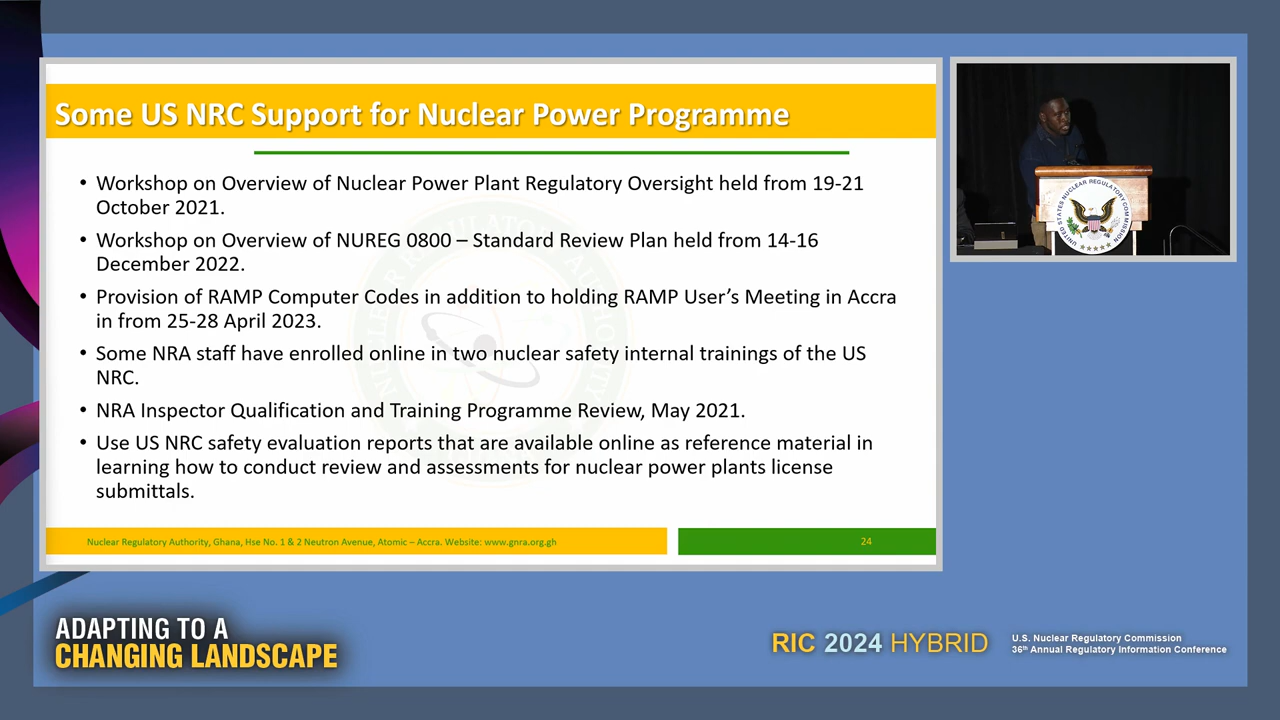 Some US NRC Support for Nuclear Power Programme
• Workshop on Overview of Nuclear Power Plant Regulatory Oversight held from 19-21
October 2021.
• Workshop on Overview of NUREG 0800 – Standard Review Plan held from 14-16
December 2022.
• Provision of RAMP Computer Codes in addition to holding RAMP User's Meeting in Accra
in from 25-28 April 2023.
• Some NRA staff have enrolled online in two nuclear safety internal trainings of the US
NRC.
• NRA Inspector Qualification and Training Programme Review, May 2021.
• Use US NRC safety evaluation reports that are available online as reference material in
learning how to conduct review and assessments for nuclear power plants license
submittals.
Nuclear Regulatory Authority, Ghana, Hse No. 1 & 2 Neutron Avenue, Atomic – Accra. Website: www.gnra.org.gh
24
UNITED STATES NUCLEAR REGULATORY COMMISSION
ADAPTING TO A
CHANGING LANDSCAPE
RIC 2024 HYBRID
U.S. Nuclear Regulatory Commission
36th Annual Regulatory Information Conference